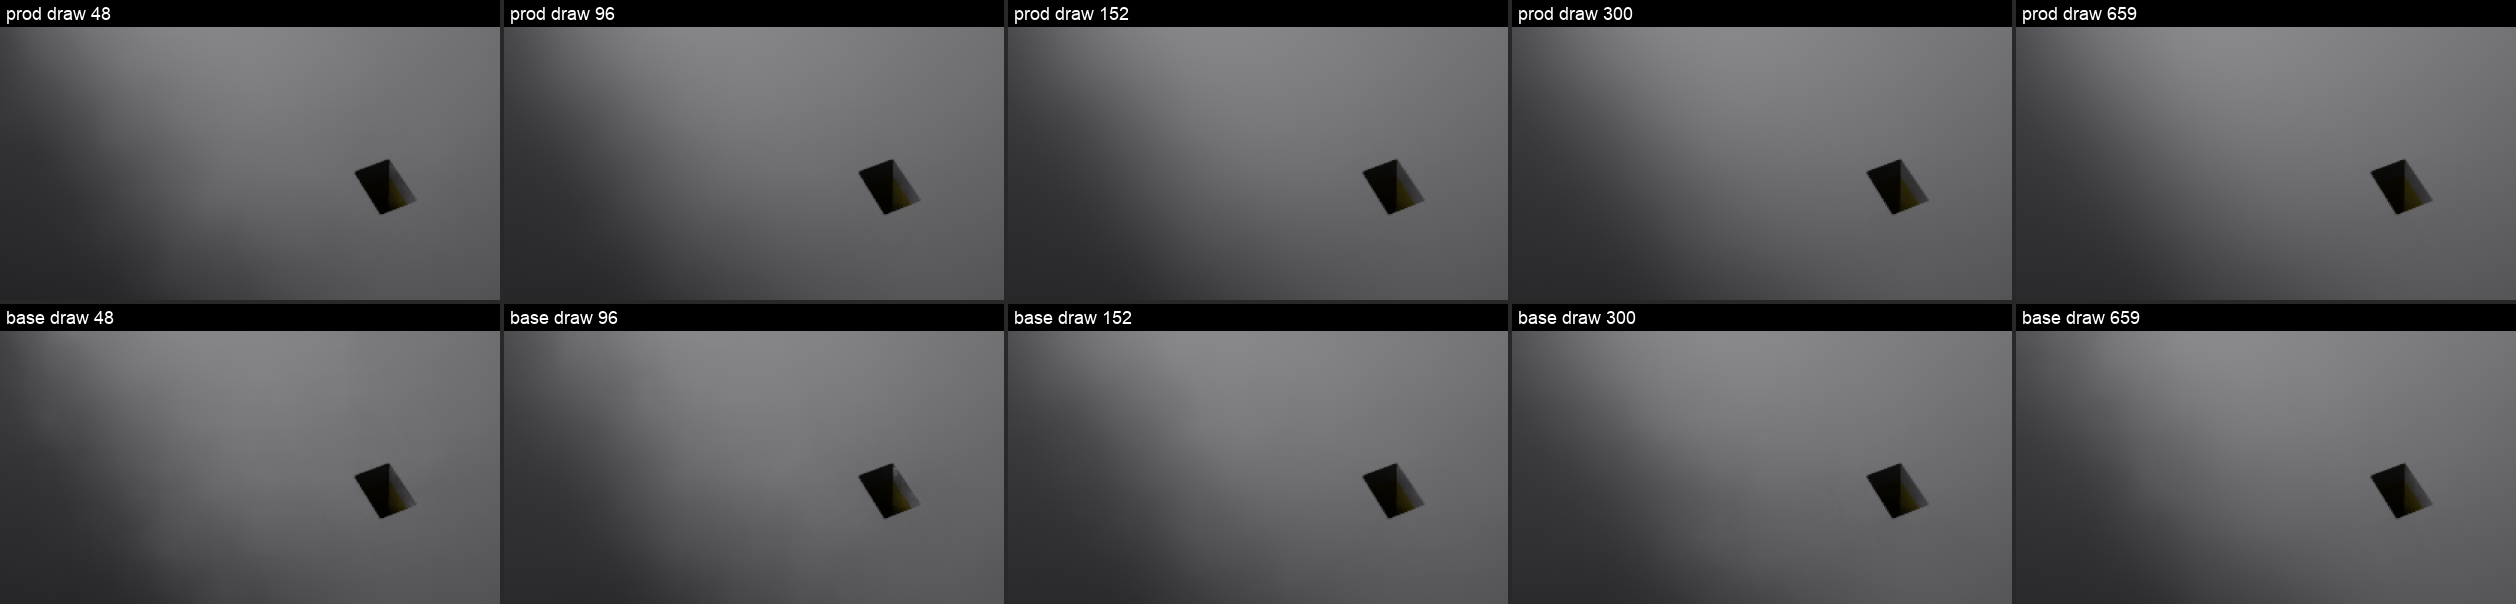 prod draw 48
prod draw 96
prod draw 152
prod draw 300
prod draw 659
base draw 48
base draw 96
base draw 152
base draw 300
base draw 659